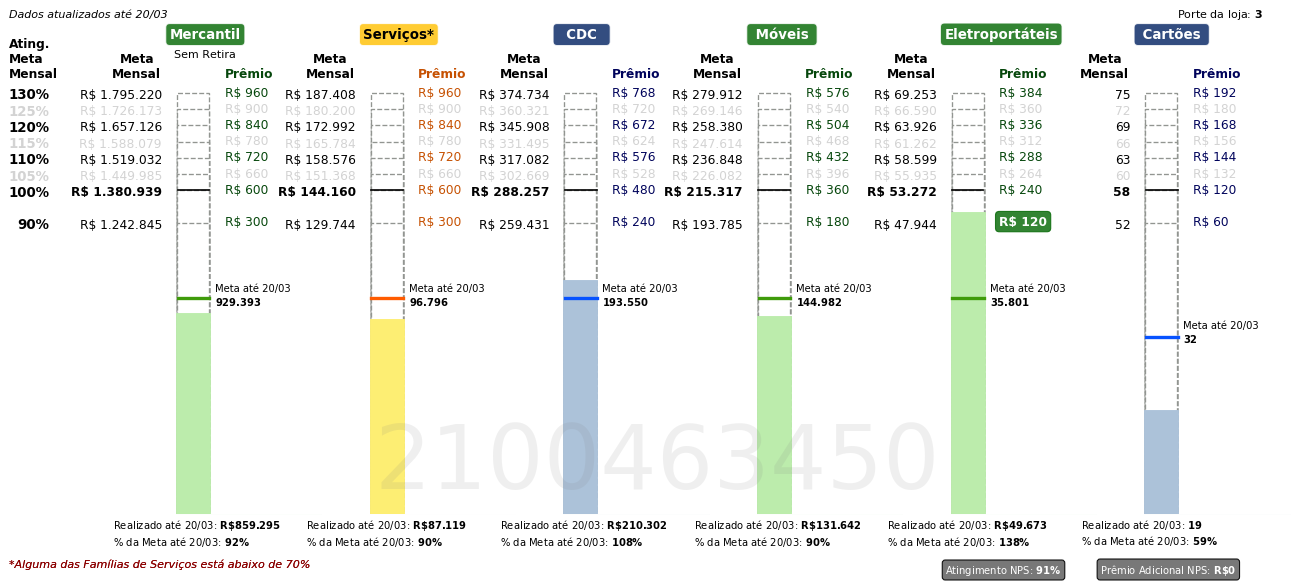 Dados atualizados até 20/03
Porte da loja: 3
Mercantil Serviços* CDC Móveis Eletroportáteis Cartões
Sem Retira
Ating. Meta Mensal
Meta Mensal Prêmio Meta Mensal Prêmio Meta Mensal Prêmio Meta Mensal Prêmio Meta Mensal Prêmio Meta Mensal Prêmio
130% R$ 1.795.220 R$ 960 R$ 187.408 R$ 960 R$ 374.734 R$ 768 R$ 279.912 R$ 576 R$ 69.253 R$ 384 75 R$ 192
125% R$ 1.726.173 R$ 900 R$ 180.200 R$ 900 R$ 360.321 R$ 720 R$ 269.146 R$ 540 R$ 66.590 R$ 360 72 R$ 180
120% R$ 1.657.126 R$ 840 R$ 172.992 R$ 840 R$ 345.908 R$ 672 R$ 258.380 R$ 504 R$ 63.926 R$ 336 69 R$ 168
115% R$ 1.588.079 R$ 780 R$ 165.784 R$ 780 R$ 331.495 R$ 624 R$ 247.614 R$ 468 R$ 61.262 R$ 312 66 R$ 156
110% R$ 1.519.032 R$ 720 R$ 158.576 R$ 720 R$ 317.082 R$ 576 R$ 236.848 R$ 432 R$ 58.599 R$ 288 63 R$ 144
105% R$ 1.449.985 R$ 660 R$ 151.368 R$ 660 R$ 302.669 R$ 528 R$ 226.082 R$ 396 R$ 55.935 R$ 264 60 R$ 132
100% R$ 1.380.939 R$ 600 R$ 144.160 R$ 600 R$ 288.257 R$ 480 R$ 215.317 R$ 360 R$ 53.272 R$ 240 58 R$ 120
90% R$ 1.242.845 R$ 300 R$ 129.744 R$ 300 R$ 259.431 R$ 240 R$ 193.785 R$ 180 R$ 47.944 R$ 120 52 R$ 60
Meta até 20/03 Meta até 20/03 Meta até 20/03 Meta até 20/03 Meta até 20/03
929.393 96.796 193.550 144.982 35.801
Meta até 20/03
32
2100463450
Realizado até 20/03: R$859.295 Realizado até 20/03: R$87.119 Realizado até 20/03: R$210.302 Realizado até 20/03: R$131.642 Realizado até 20/03: R$49.673 Realizado até 20/03: 19
% da Meta até 20/03: 92% % da Meta até 20/03: 90% % da Meta até 20/03: 108% % da Meta até 20/03: 90% % da Meta até 20/03: 138% % da Meta até 20/03: 59%
*Alguma das Famílias de Serviços está abaixo de 70%
Atingimento NPS: 91% Prêmio Adicional NPS: R$0